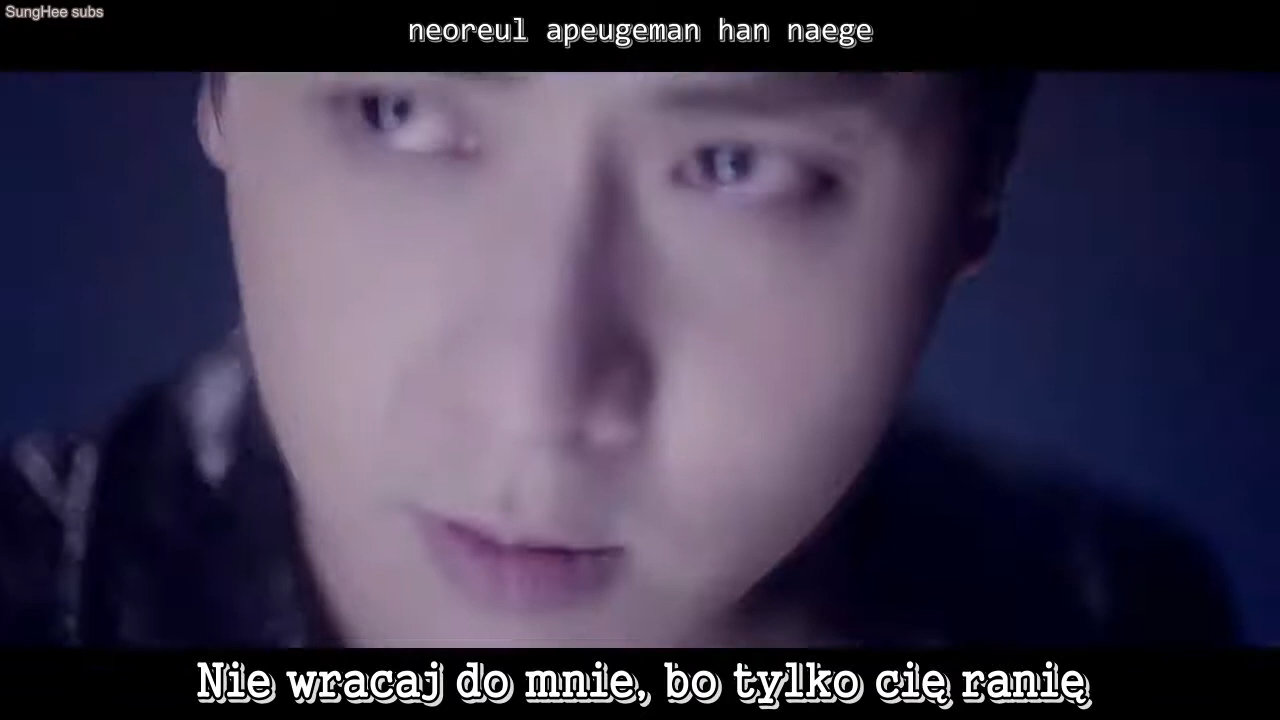 SungHee subs
neoreul apeugeman han naege
Nie wracaj do mnie, bo tylko cię ranię